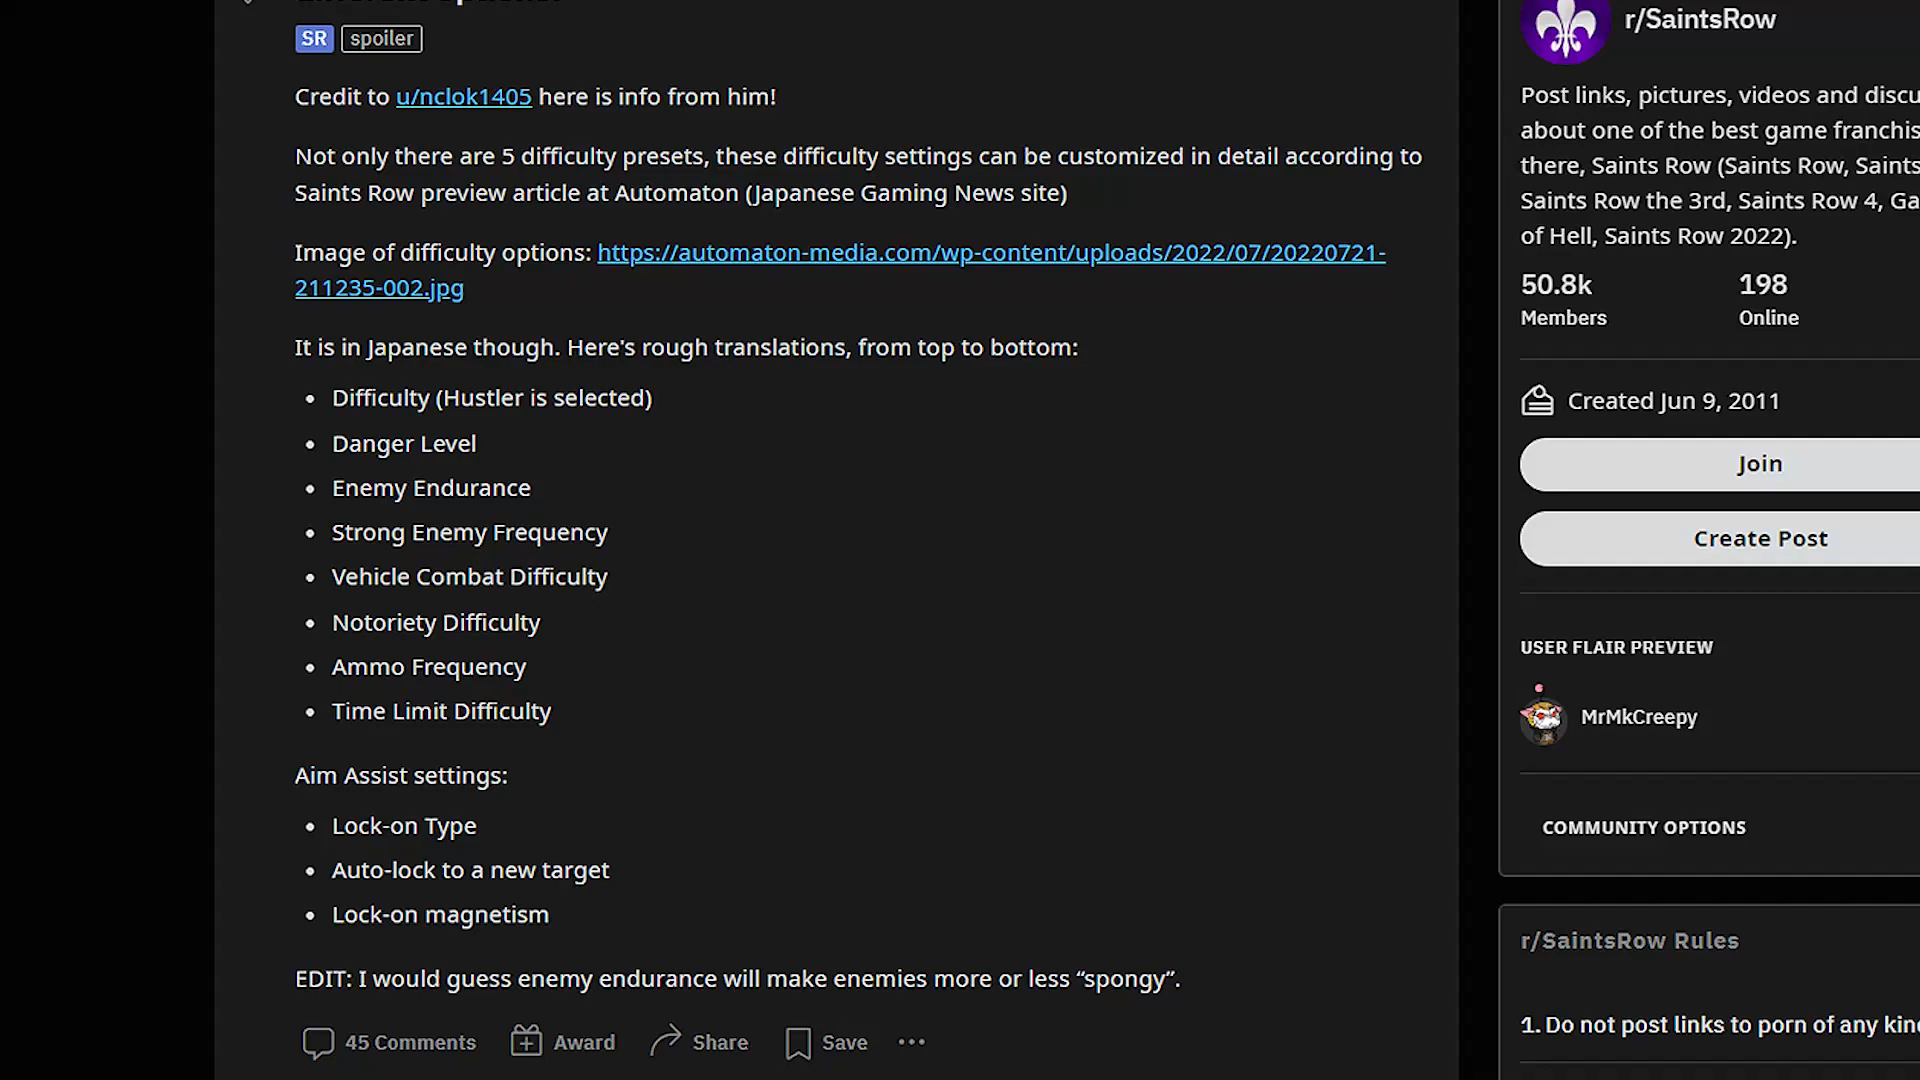 SR spoiler
Credit to u/nclok1405 here is info from him!
Not only there are 5 difficulty presets, these difficulty settings can be customized in detail according to
Saints Row preview article at Automaton (Japanese Gaming News site)
Image of difficulty options: https://automaton-media.com/wp-content/uploads/2022/07/20220721-
211235-002.jpg
It is in Japanese though. Here's rough translations, from top to bottom:
• Difficulty (Hustler is selected)
• Danger Level
• Enemy Endurance
• Strong Enemy Frequency
• Vehicle Combat Difficulty
• Notoriety Difficulty
• Ammo Frequency
• Time Limit Difficulty
Aim Assist settings:
• Lock-on Type
• Auto-lock to a new target
• Lock-on magnetism
EDIT: I would guess enemy endurance will make enemies more or less “spongy”.
45 Comments Award Share Save
r/SaintsRow
Post links, pictures, videos and discu
about one of the best game franchis
there, Saints Row (Saints Row, Saints
Saints Row the 3rd, Saints Row 4, Ga
of Hell, Saints Row 2022).
50.8k 198
Members Online
Created Jun 9, 2011
Join
Create Post
USER FLAIR PREVIEW
MrMkCreepy
COMMUNITY OPTIONS
r/SaintsRow Rules
1. Do not post links to porn of any kin